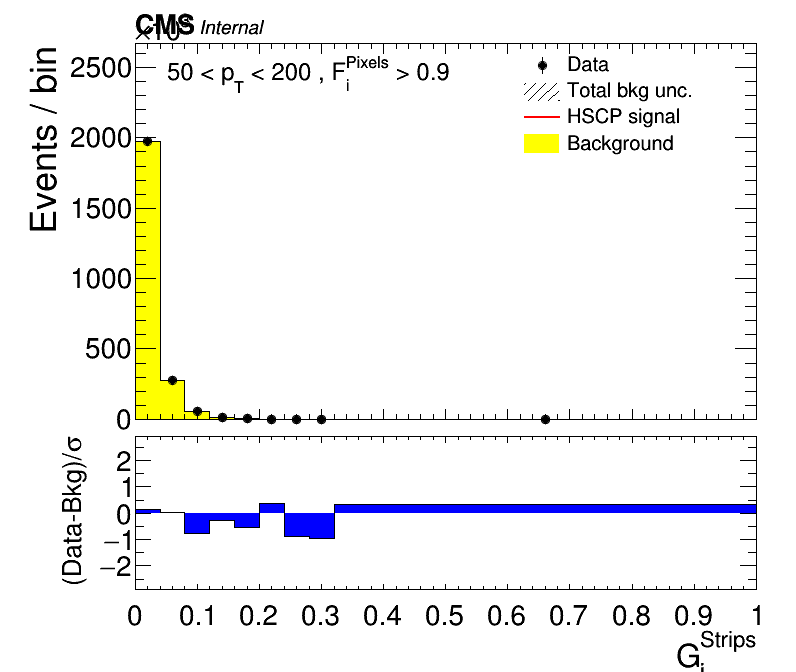 CMS Internal
×10³
50 < p_T < 200 , F_i^Pixels > 0.9
Data
Total bkg unc.
HSCP signal
Background
Events / bin
2500
2000
1500
1000
500
0
(Data-Bkg)/σ
2
1
0
−1
−2
0 0.1 0.2 0.3 0.4 0.5 0.6 0.7 0.8 0.9 1
G_i^Strips